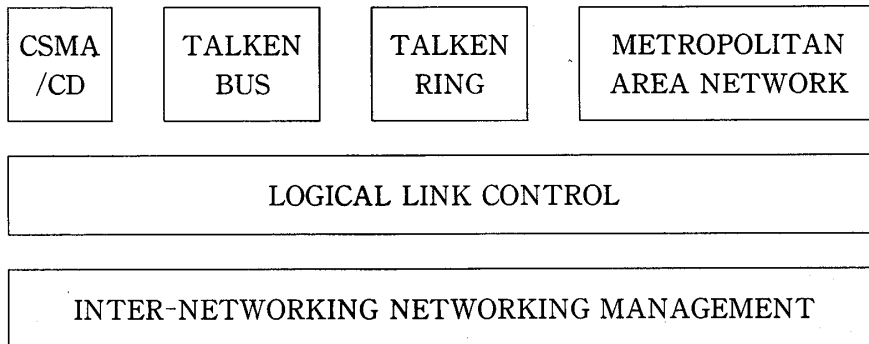 CSMA
/CD
TALKEN
BUS
TALKEN
RING
METROPOLITAN
AREA NETWORK
LOGICAL LINK CONTROL
INTER-NETWORKING NETWORKING MANAGEMENT